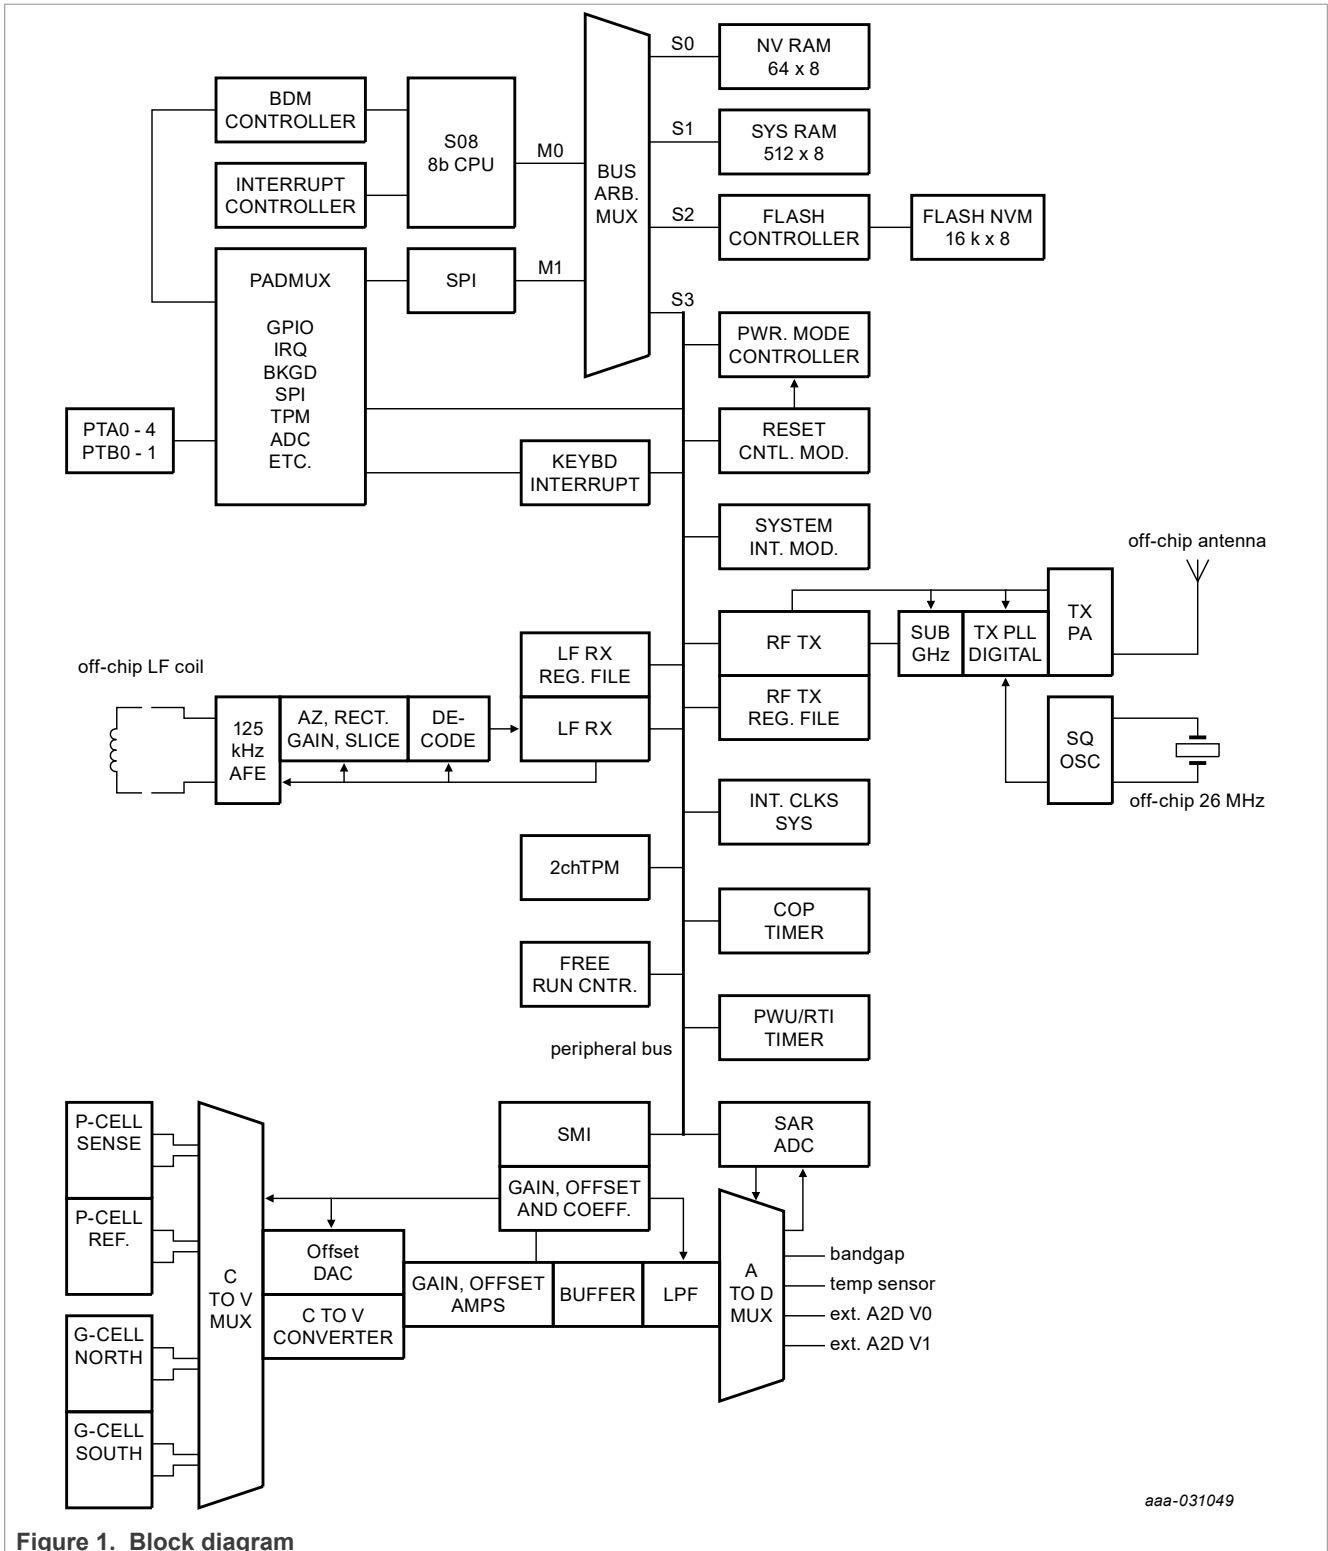 S0
NV RAM
64 x 8
BDM
CONTROLLER
S08
8b CPU
S1
SYS RAM
512 x 8
M0
BUS
ARB.
MUX
INTERRUPT
CONTROLLER
S2
FLASH
CONTROLLER
FLASH NVM
16 k x 8
PADMUX
GPIO
IRQ
BKGD
SPI
TPM
ADC
ETC.
SPI
M1
S3
PWR. MODE
CONTROLLER
PTA0 - 4
PTB0 - 1
RESET
CNTL. MOD.
KEYBD
INTERRUPT
SYSTEM
INT. MOD.
off-chip antenna
TX
PA
RF TX
SUB
GHz
TX PLL
DIGITAL
LF RX
REG. FILE
off-chip LF coil
RF TX
REG. FILE
125
kHz
AFE
AZ, RECT.
GAIN, SLICE
DE-
CODE
LF RX
SQ
OSC
off-chip 26 MHz
INT. CLKS
SYS
2chTPM
COP
TIMER
FREE
RUN CNTR.
PWU/RTI
TIMER
peripheral bus
P-CELL
SENSE
SMI
SAR
ADC
GAIN, OFFSET
AND COEFF.
P-CELL
REF.
C
TO V
MUX
Offset
DAC
GAIN, OFFSET
AMPS
BUFFER
LPF
A
TO D
MUX
bandgap
temp sensor
ext. A2D V0
ext. A2D V1
C TO V
CONVERTER
G-CELL
NORTH
G-CELL
SOUTH
aaa-031049
Figure 1. Block diagram